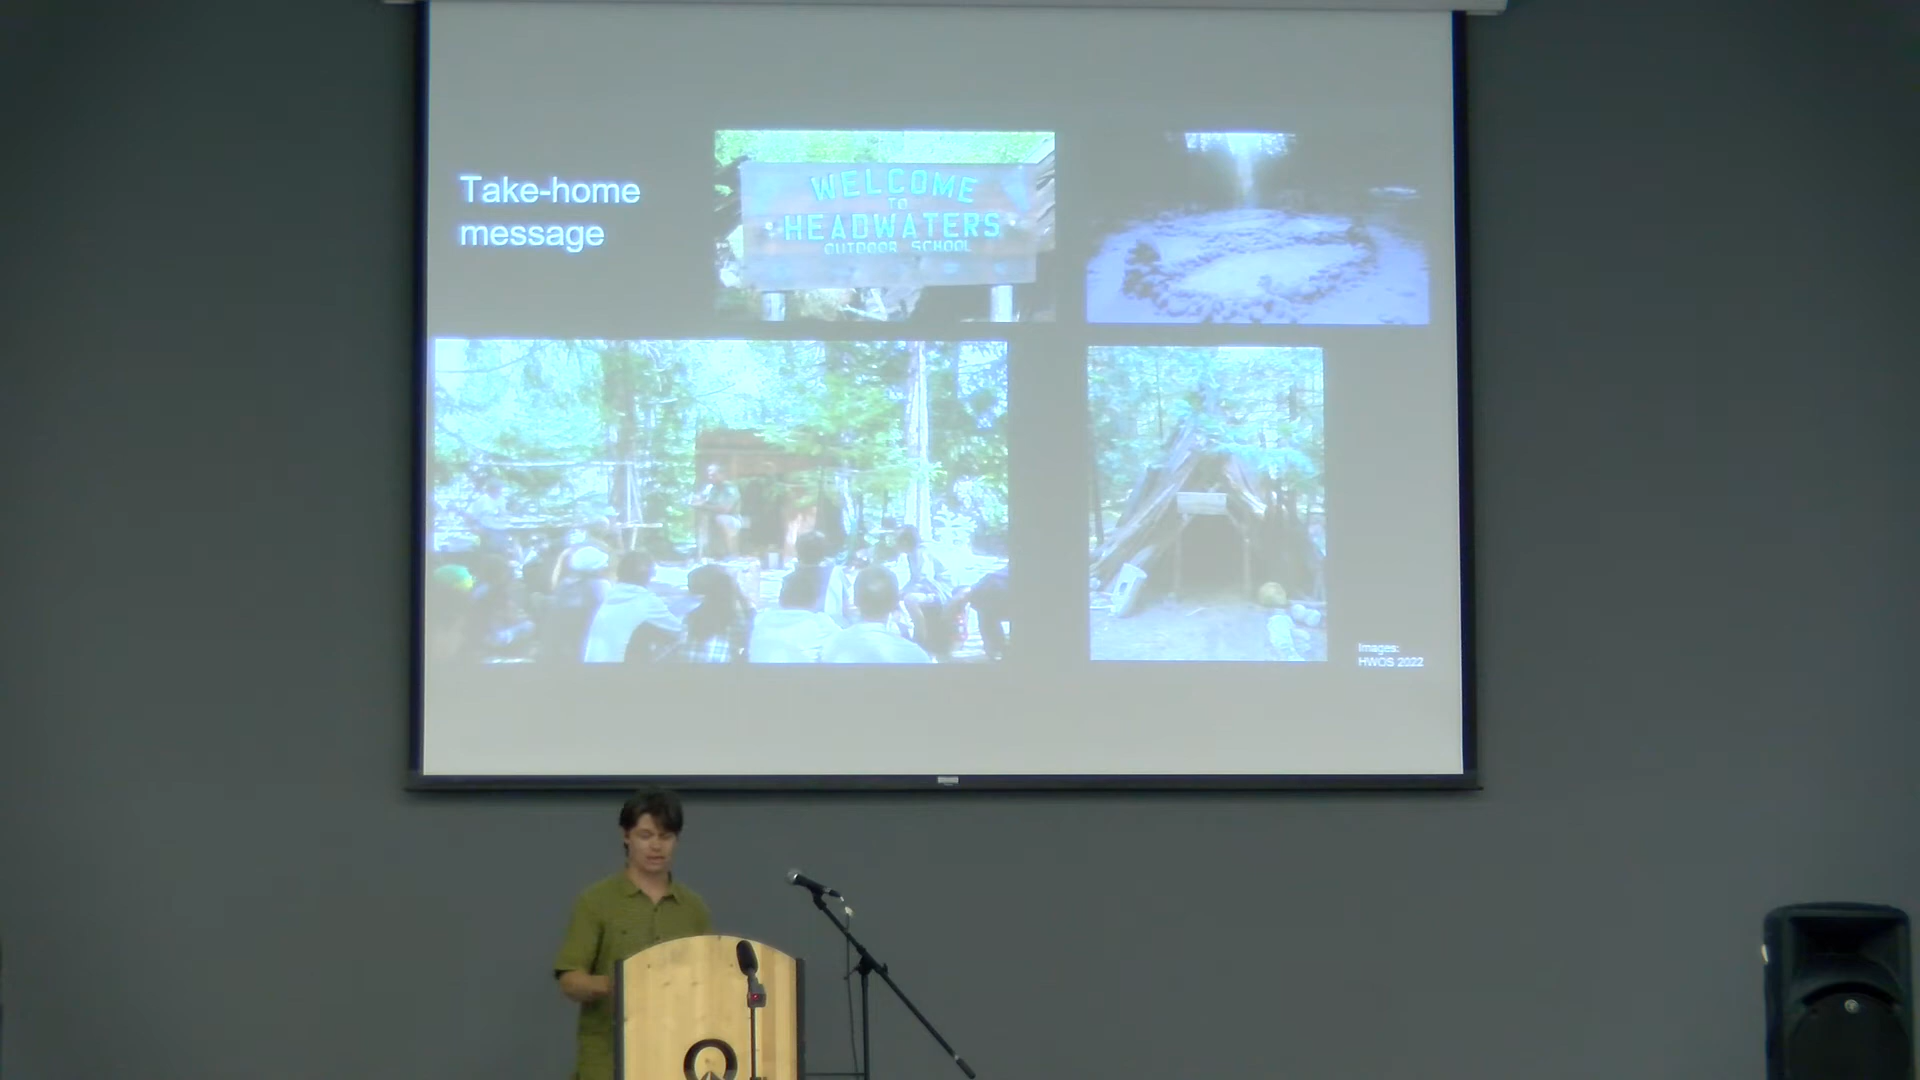 Take-home
message
WELCOME
TO
HEADWATERS
OUTDOOR SCHOOL
Images:
HWOS 2022